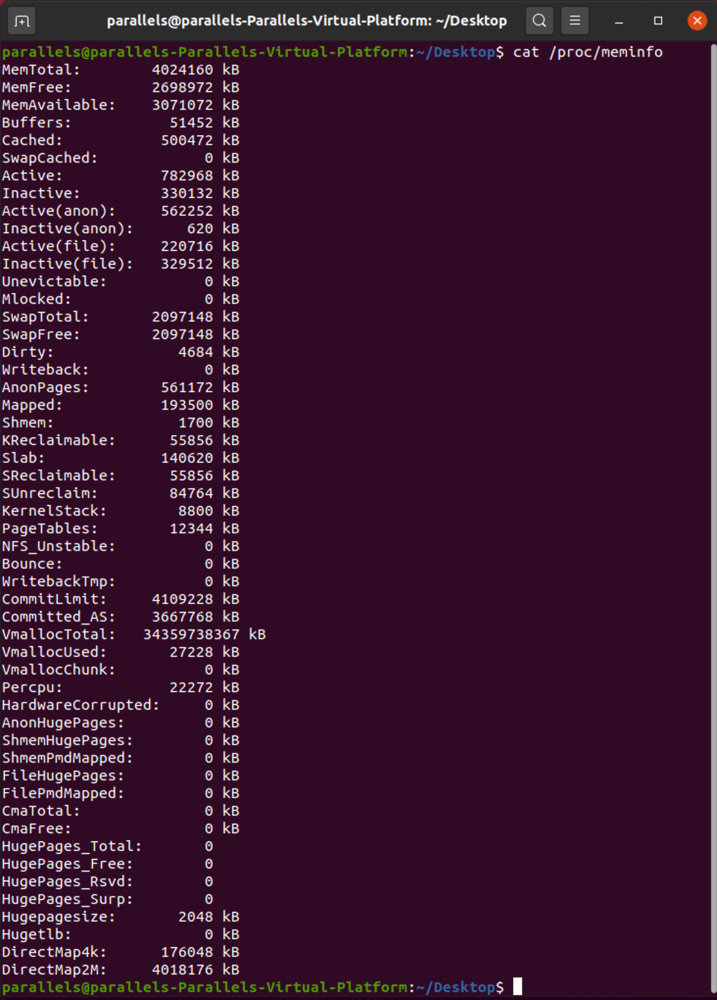 parallels@parallels-Parallels-Virtual-Platform: ~/Desktop
parallels@parallels-Parallels-Virtual-Platform:~/Desktop$ cat /proc/meminfo
MemTotal:        4024160 kB
MemFree:         2698972 kB
MemAvailable:    3071072 kB
Buffers:           51452 kB
Cached:           500472 kB
SwapCached:            0 kB
Active:           782968 kB
Inactive:         330132 kB
Active(anon):     562252 kB
Inactive(anon):      620 kB
Active(file):     220716 kB
Inactive(file):   329512 kB
Unevictable:           0 kB
Mlocked:               0 kB
SwapTotal:       2097148 kB
SwapFree:        2097148 kB
Dirty:              4684 kB
Writeback:             0 kB
AnonPages:        561172 kB
Mapped:           193500 kB
Shmem:              1700 kB
KReclaimable:      55856 kB
Slab:             140620 kB
SReclaimable:      55856 kB
SUnreclaim:        84764 kB
KernelStack:        8800 kB
PageTables:        12344 kB
NFS_Unstable:          0 kB
Bounce:                0 kB
WritebackTmp:          0 kB
CommitLimit:     4109228 kB
Committed_AS:    3667768 kB
VmallocTotal:   34359738367 kB
VmallocUsed:       27228 kB
VmallocChunk:          0 kB
Percpu:            22272 kB
HardwareCorrupted:     0 kB
AnonHugePages:         0 kB
ShmemHugePages:        0 kB
ShmemPmdMapped:        0 kB
FileHugePages:         0 kB
FilePmdMapped:         0 kB
CmaTotal:              0 kB
CmaFree:               0 kB
HugePages_Total:       0
HugePages_Free:        0
HugePages_Rsvd:        0
HugePages_Surp:        0
Hugepagesize:       2048 kB
Hugetlb:               0 kB
DirectMap4k:      176048 kB
DirectMap2M:     4018176 kB
parallels@parallels-Parallels-Virtual-Platform:~/Desktop$